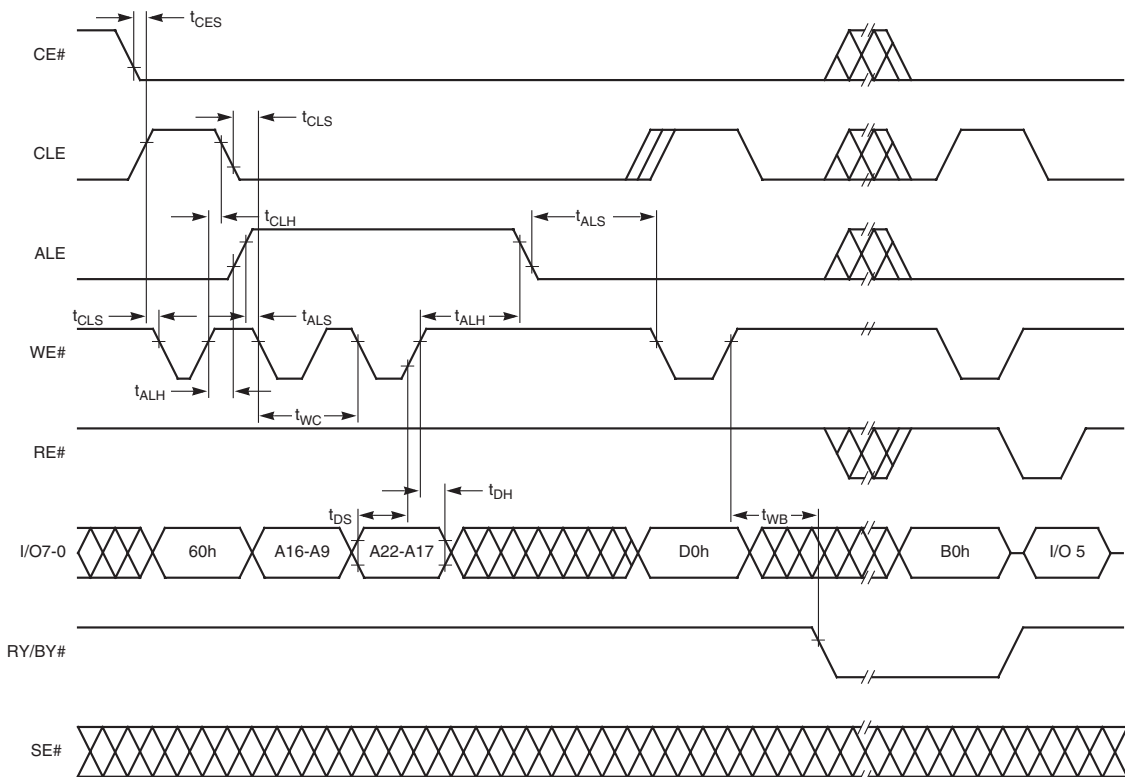 tCES
CE#
tCLS
CLE
tCLH
tALS
ALE
tCLS
tALS
tALH
WE#
tALH
tWC
RE#
tDH
tDS
tWB
I/O7-0
60h
A16-A9
A22-A17
D0h
B0h
I/O 5
RY/BY#
SE#